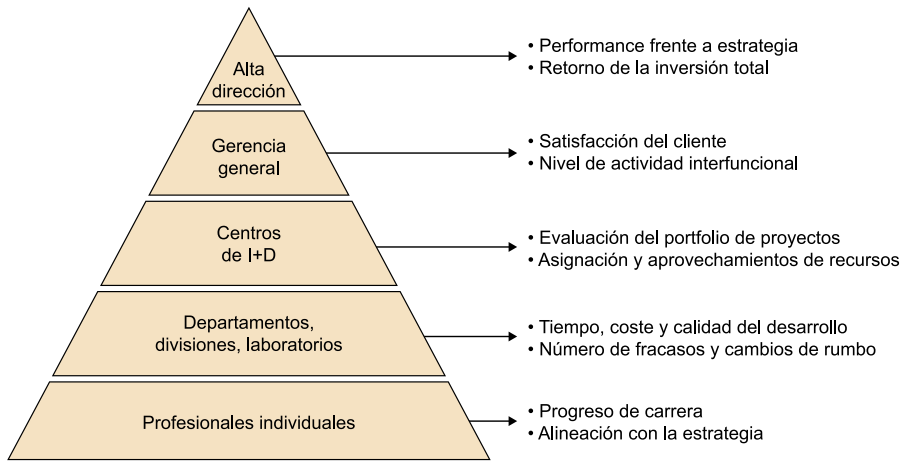 Alta
dirección
• Performance frente a estrategia
• Retorno de la inversión total
Gerencia
general
• Satisfacción del cliente
• Nivel de actividad interfuncional
Centros
de I+D
• Evaluación del portfolio de proyectos
• Asignación y aprovechamientos de recursos
Departamentos,
divisiones, laboratorios
• Tiempo, coste y calidad del desarrollo
• Número de fracasos y cambios de rumbo
Profesionales individuales
• Progreso de carrera
• Alineación con la estrategia